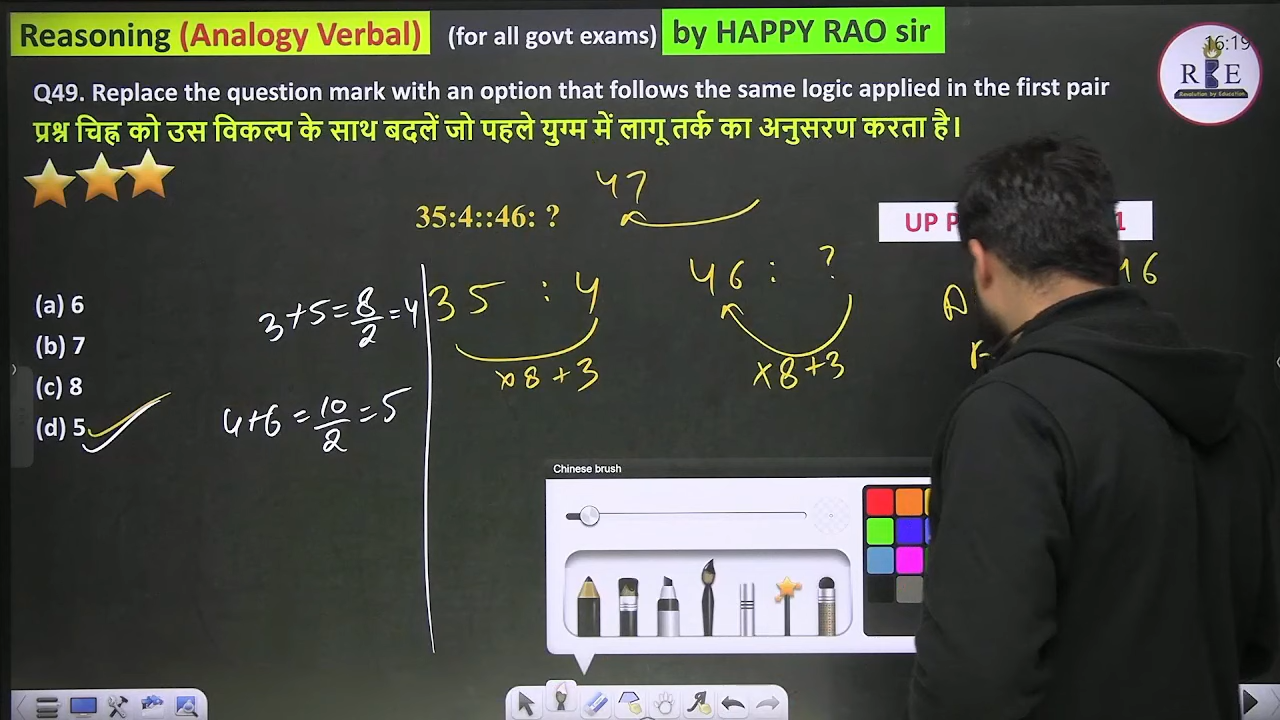 Reasoning (Analogy Verbal) (for all govt exams) by HAPPY RAO sir
16:19
R E
Revolution by Education
Q49. Replace the question mark with an option that follows the same logic applied in the first pair
प्रश्न चिह्न को उस विकल्प के साथ बदलें जो पहले युग्म में लागू तर्क का अनुसरण करता है।
47
35:4::46: ?
UP P
1
(a) 6
(b) 7
(c) 8
(d) 5
3+5=8/2=4
4+6=10/2=5
35 : 4
×8+3
46 : ?
×8+3
16
A
Chinese brush